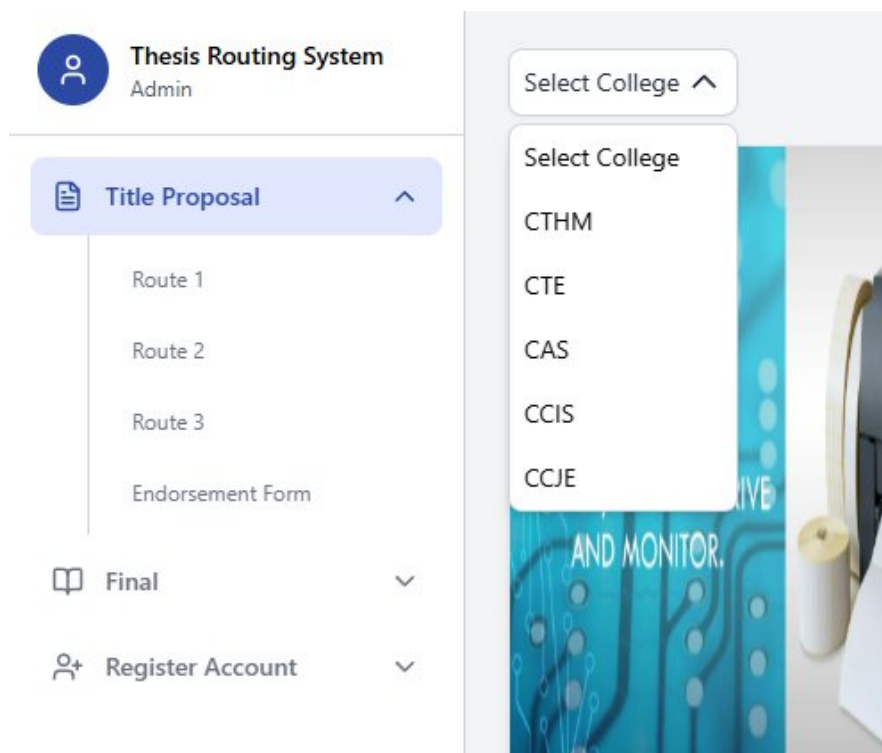 Thesis Routing System
Admin
Title Proposal
Route 1
Route 2
Route 3
Endorsement Form
Final
Register Account
Select College
Select College
CTHM
CTE
CAS
CCIS
CCJE
AND MONITOR.